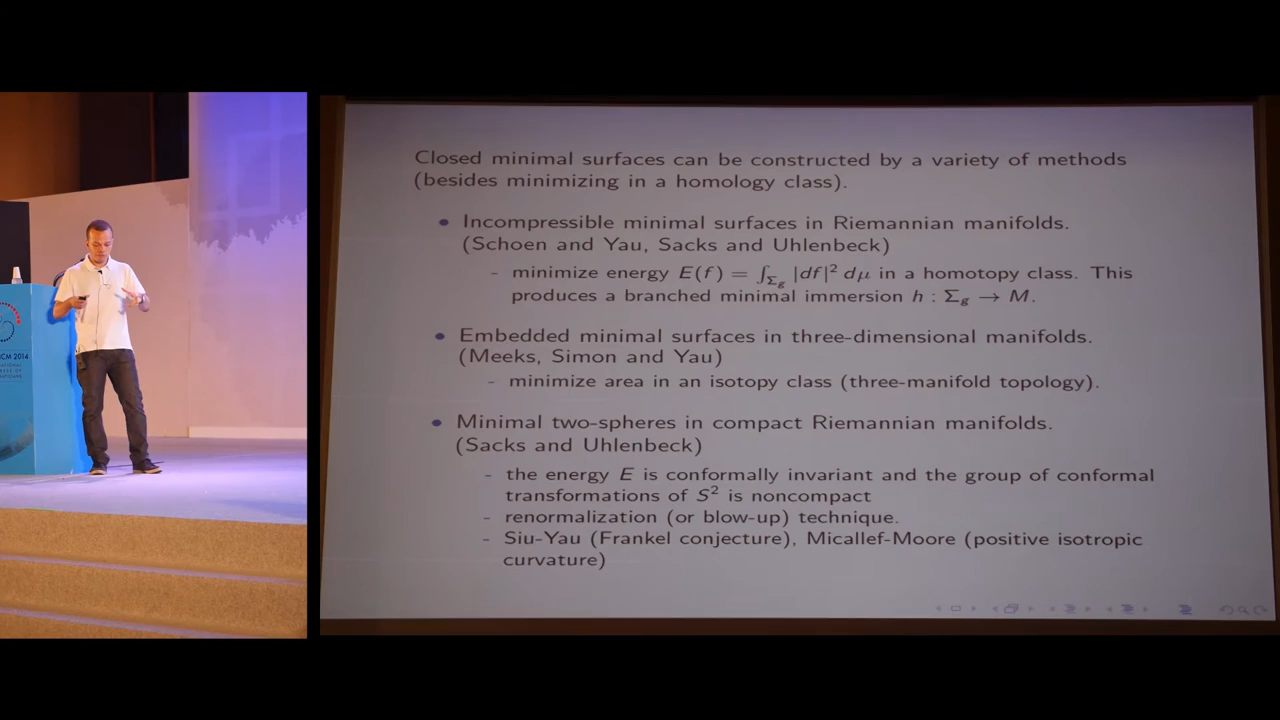 Closed minimal surfaces can be constructed by a variety of methods
(besides minimizing in a homology class).
• Incompressible minimal surfaces in Riemannian manifolds.
(Schoen and Yau, Sacks and Uhlenbeck)
- minimize energy E(f) = ∫_{Σ_g} |df|² dμ in a homotopy class. This
produces a branched minimal immersion h : Σ_g → M.
• Embedded minimal surfaces in three-dimensional manifolds.
(Meeks, Simon and Yau)
- minimize area in an isotopy class (three-manifold topology).
• Minimal two-spheres in compact Riemannian manifolds.
(Sacks and Uhlenbeck)
- the energy E is conformally invariant and the group of conformal
transformations of S² is noncompact
- renormalization (or blow-up) technique.
- Siu-Yau (Frankel conjecture), Micallef-Moore (positive isotropic
curvature)
CM 2014